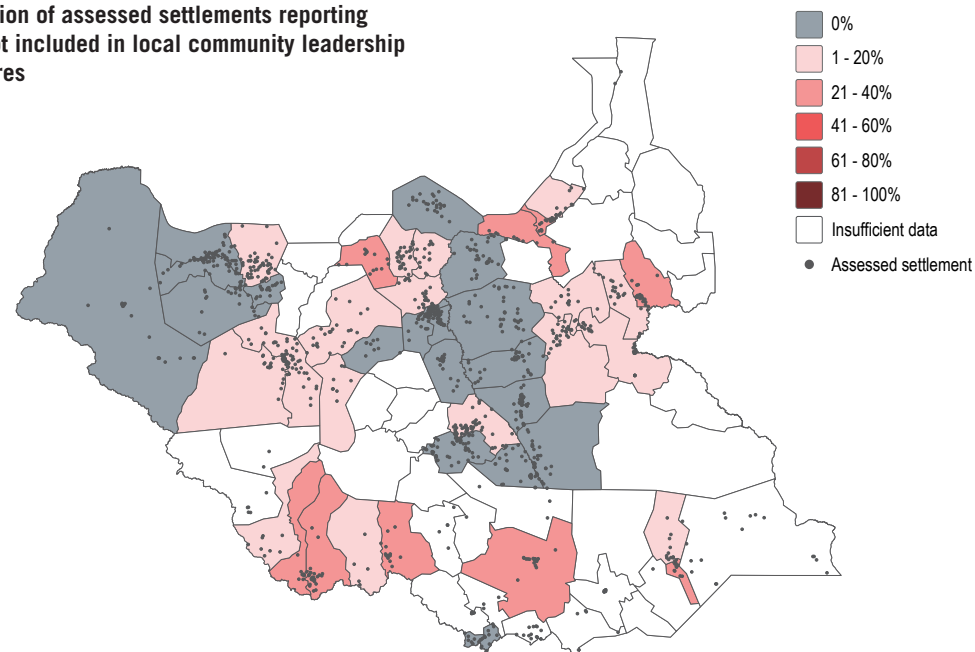 ion of assessed settlements reporting
t included in local community leadership
res
0%
1 - 20%
21 - 40%
41 - 60%
61 - 80%
81 - 100%
Insufficient data
Assessed settlement